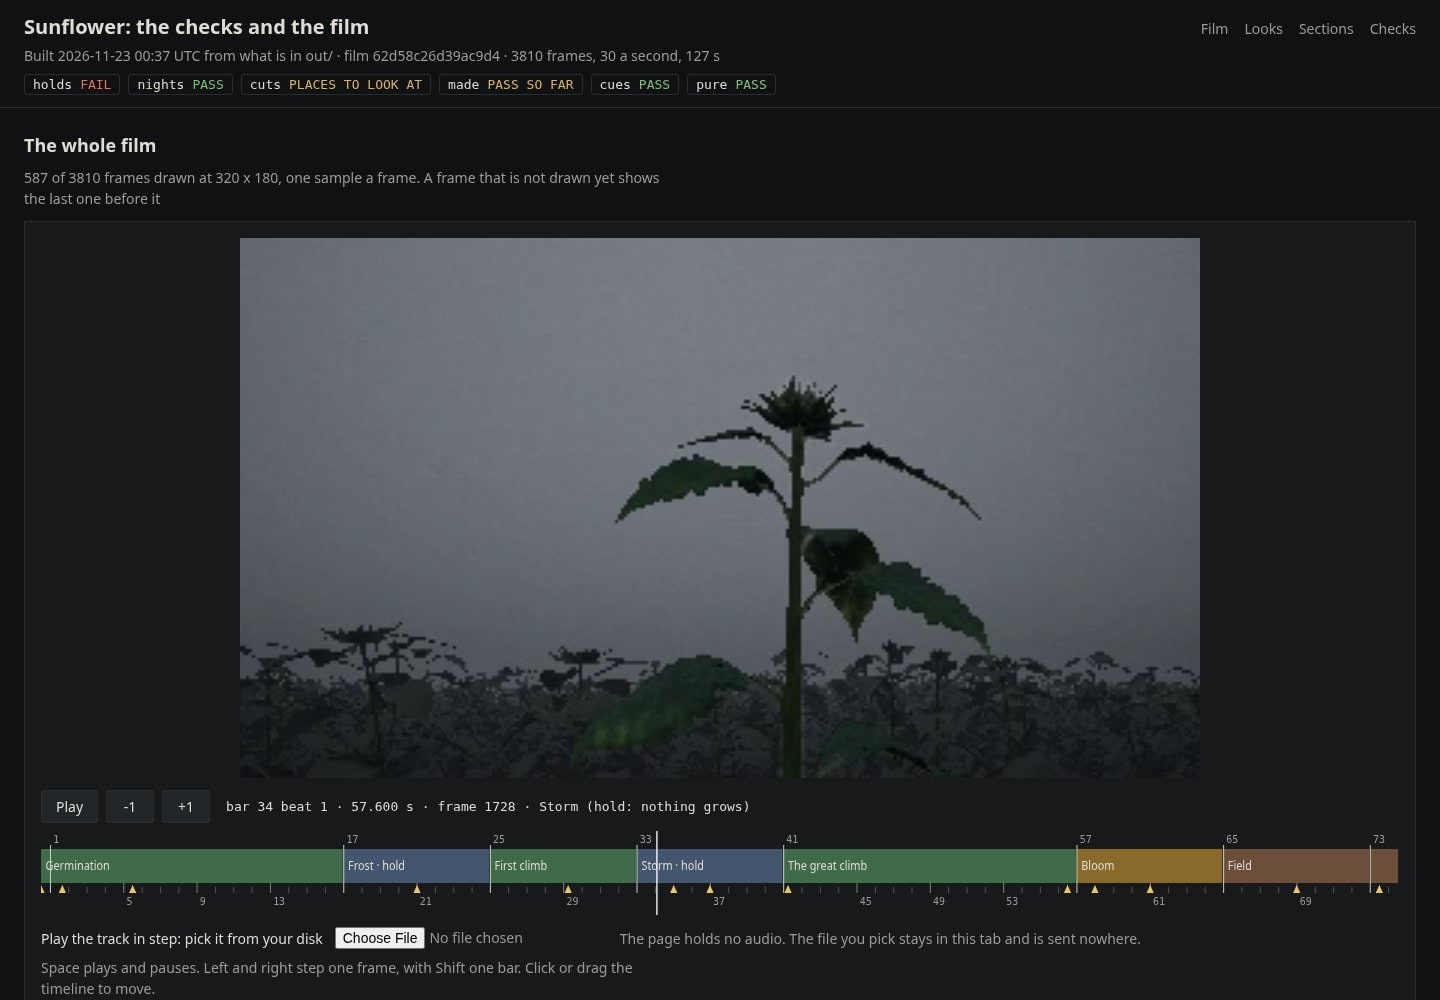 Sunflower: the checks and the film
Film Looks Sections Checks
Built 2026-11-23 00:37 UTC from what is in out/ · film 62d58c26d39ac9d4 · 3810 frames, 30 a second, 127 s
holds FAIL nights PASS cuts PLACES TO LOOK AT made PASS SO FAR cues PASS pure PASS
The whole film
587 of 3810 frames drawn at 320 x 180, one sample a frame. A frame that is not drawn yet shows
the last one before it
Play -1 +1 bar 34 beat 1 · 57.600 s · frame 1728 · Storm (hold: nothing grows)
1 17 25 33 41 57 65 73
Germination Frost · hold First climb Storm · hold The great climb Bloom Field
5 9 13 21 29 37 45 49 53 61 69
Play the track in step: pick it from your disk Choose File No file chosen The page holds no audio. The file you pick stays in this tab and is sent nowhere.
Space plays and pauses. Left and right step one frame, with Shift one bar. Click or drag the
timeline to move.